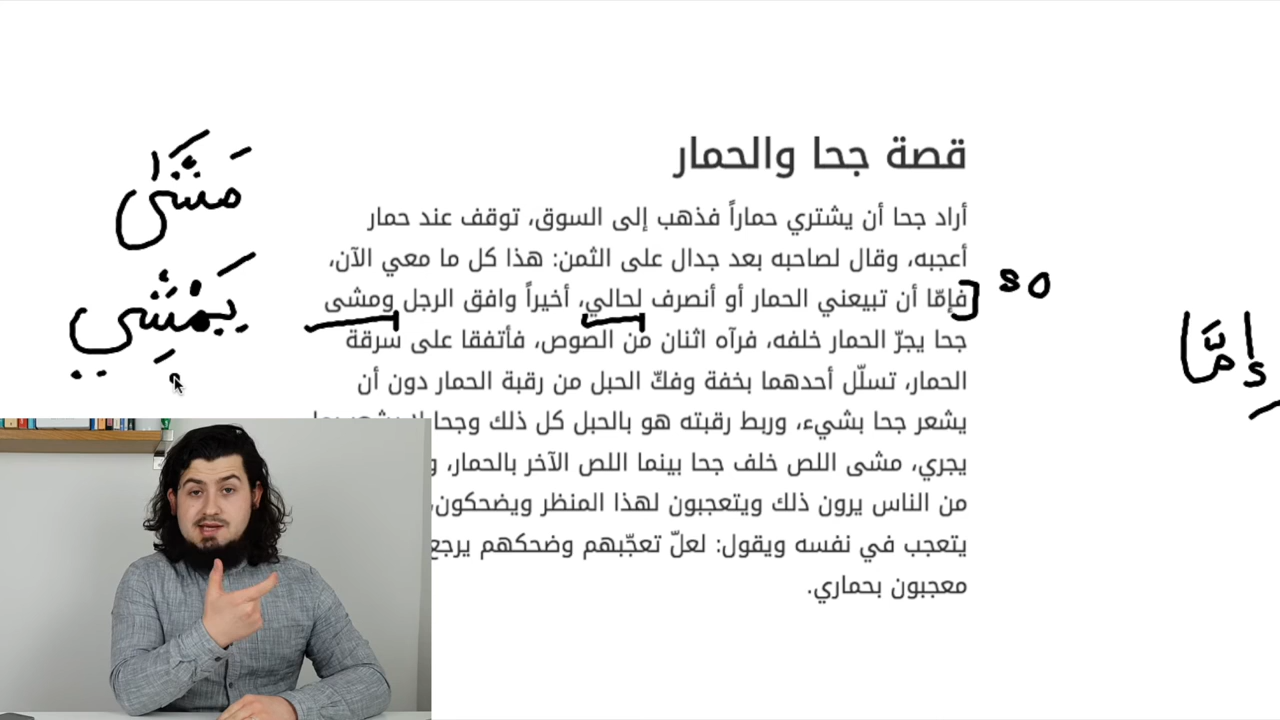 قصة جحا والحمار
أراد جحا أن يشتري حماراً فذهب إلى السوق، توقف عند حمار
أعجبه، وقال لصاحبه بعد جدال على الثمن: هذا كل ما معي الآن،
فإمّا أن تبيعني الحمار أو أنصرف لحالي، أخيراً وافق الرجل ومشى
جحا يجرّ الحمار خلفه، فرآه اثنان من الصوص، فأتفقا على سرقة
الحمار، تسلّل أحدهما بخفة وفكّ الحبل من رقبة الحمار دون أن
يشعر جحا بشيء، وربط رقبته هو بالحبل كل ذلك وجحا
يجري، مشى اللص خلف جحا بينما اللص الآخر بالحمار،
من الناس يرون ذلك ويتعجبون لهذا المنظر ويضحكون،
يتعجب في نفسه ويقول: لعلّ تعجّبهم وضحكهم يرجع
معجبون بحماري.
so
إِمَّا
مَشَى
يَمْشِي